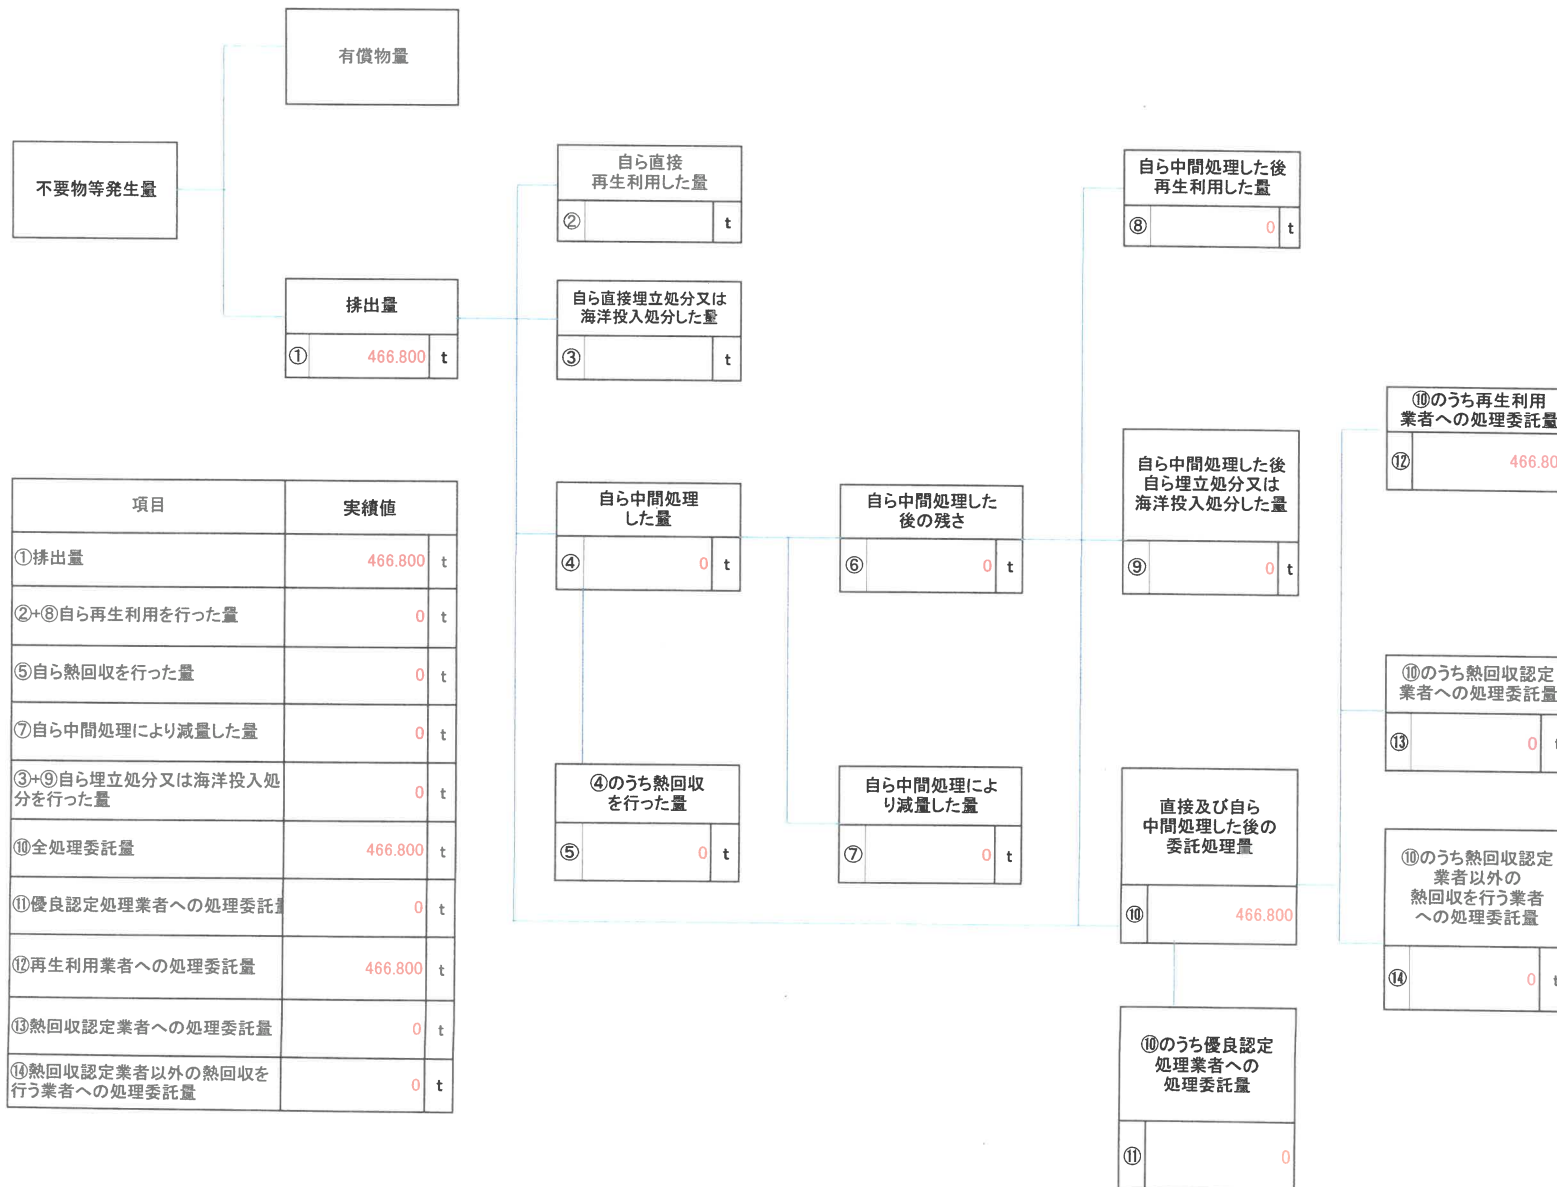 有償物量
不要物等発生量
排出量
① 466.800 t
自ら直接
再生利用した量
② t
自ら直接埋立処分又は
海洋投入処分した量
③ t
自ら中間処理
した量
④ 0 t
④のうち熱回収
を行った量
⑤ 0 t
自ら中間処理した
後の残さ
⑥ 0 t
自ら中間処理によ
り減量した量
⑦ 0 t
自ら中間処理した後
再生利用した量
⑧ 0 t
自ら中間処理した後
自ら埋立処分又は
海洋投入処分した量
⑨ 0 t
直接及び自ら
中間処理した後の
委託処理量
⑩ 466.800
⑩のうち優良認定
処理業者への
処理委託量
⑪ 0
⑩のうち再生利用
業者への処理委託量
⑫ 466.80
⑩のうち熱回収認定
業者への処理委託量
⑬ 0 t
⑩のうち熱回収認定
業者以外の
熱回収を行う業者
への処理委託量
⑭ 0 t
項目 実績値
①排出量 466.800 t
②+⑧自ら再生利用を行った量 0 t
⑤自ら熱回収を行った量 0 t
⑦自ら中間処理により減量した量 0 t
③+⑨自ら埋立処分又は海洋投入処
分を行った量 0 t
⑩全処理委託量 466.800 t
⑪優良認定処理業者への処理委託量 0 t
⑫再生利用業者への処理委託量 466.800 t
⑬熱回収認定業者への処理委託量 0 t
⑭熱回収認定業者以外の熱回収を
行う業者への処理委託量 0 t